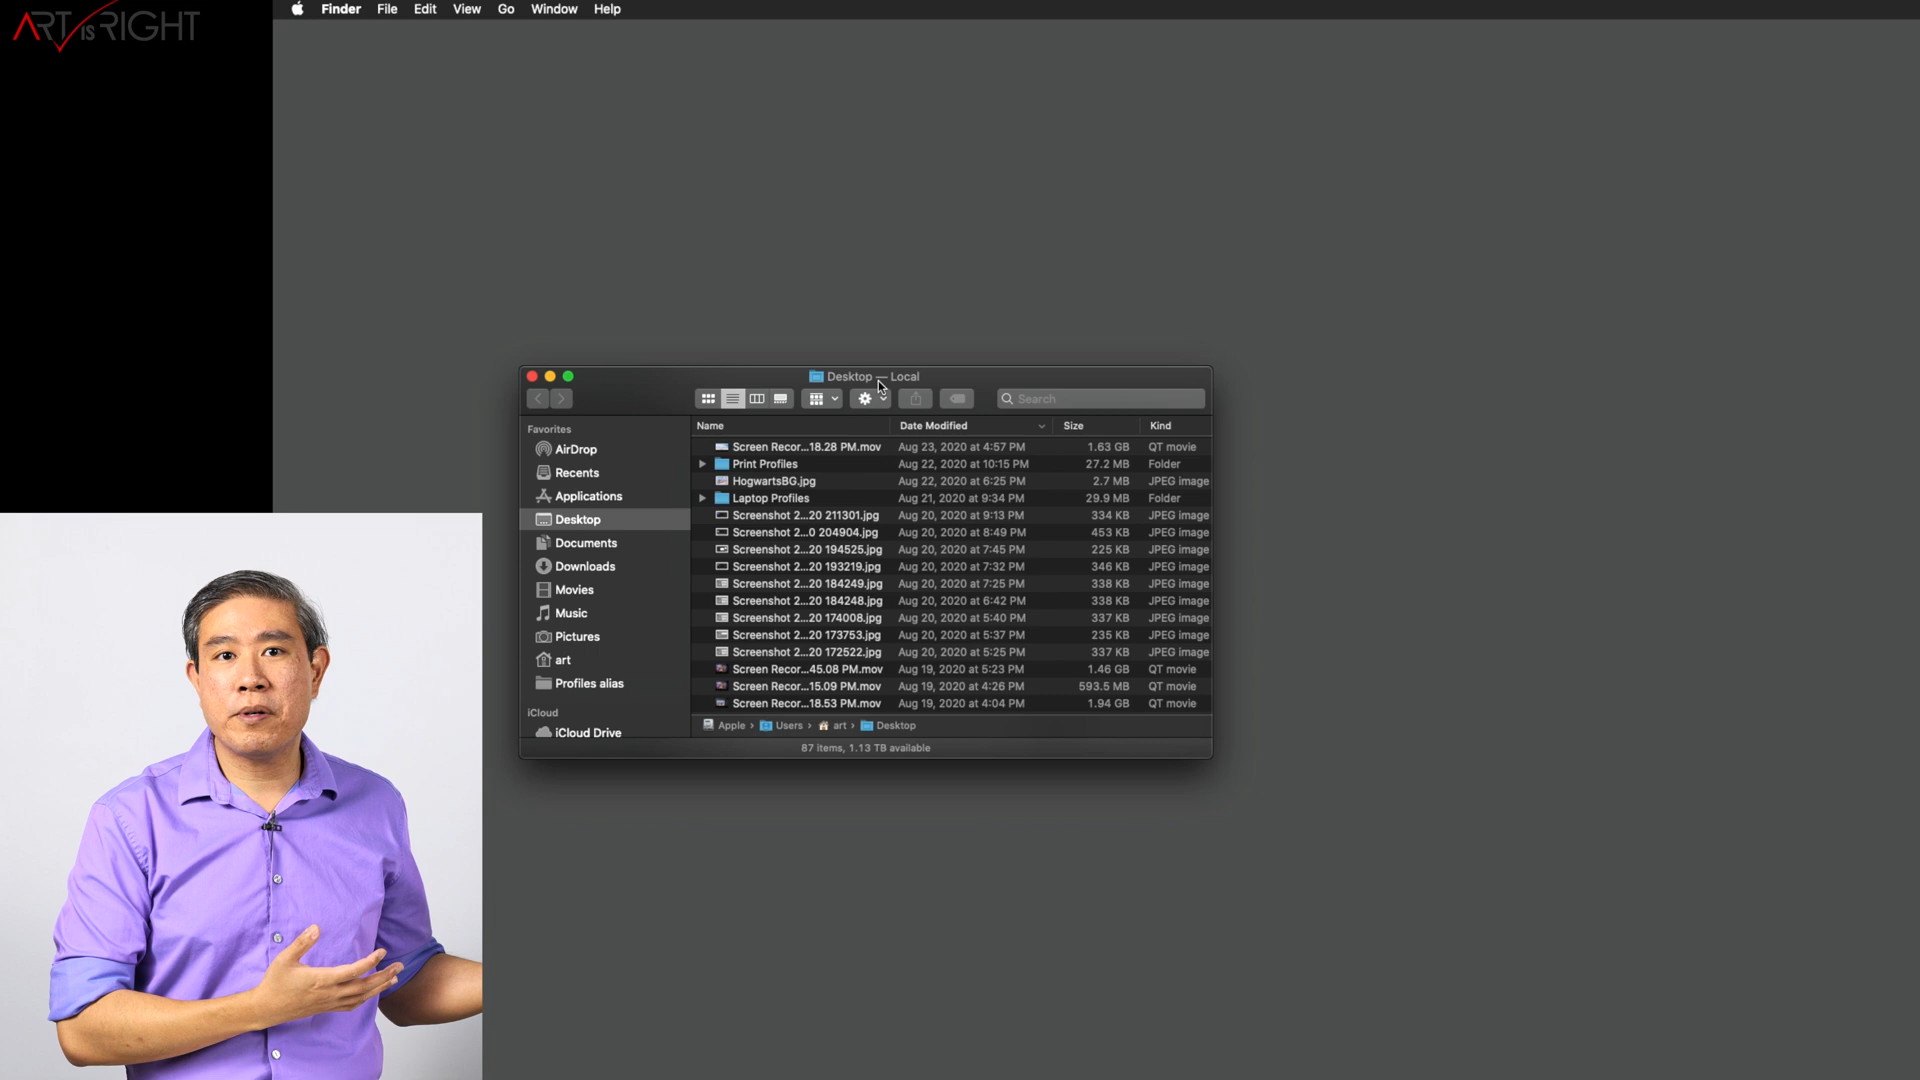 ART IS RIGHT
Finder File Edit View Go Window Help
Desktop — Local
Search
Favorites
AirDrop
Recents
Applications
Desktop
Documents
Downloads
Movies
Music
Pictures
art
Profiles alias
iCloud
iCloud Drive
Name Date Modified Size Kind
Screen Recor...18.28 PM.mov Aug 23, 2020 at 4:57 PM 1.63 GB QT movie
Print Profiles Aug 22, 2020 at 10:15 PM 27.2 MB Folder
HogwartsBG.jpg Aug 22, 2020 at 6:25 PM 2.7 MB JPEG image
Laptop Profiles Aug 21, 2020 at 9:34 PM 29.9 MB Folder
Screenshot 2...20 211301.jpg Aug 20, 2020 at 9:13 PM 334 KB JPEG image
Screenshot 2...0 204904.jpg Aug 20, 2020 at 8:49 PM 453 KB JPEG image
Screenshot 2...20 194525.jpg Aug 20, 2020 at 7:45 PM 225 KB JPEG image
Screenshot 2...20 193219.jpg Aug 20, 2020 at 7:32 PM 346 KB JPEG image
Screenshot 2...20 184249.jpg Aug 20, 2020 at 7:25 PM 338 KB JPEG image
Screenshot 2...20 184248.jpg Aug 20, 2020 at 6:42 PM 338 KB JPEG image
Screenshot 2...20 174008.jpg Aug 20, 2020 at 5:40 PM 337 KB JPEG image
Screenshot 2...20 173753.jpg Aug 20, 2020 at 5:37 PM 235 KB JPEG image
Screenshot 2...20 172522.jpg Aug 20, 2020 at 5:25 PM 337 KB JPEG image
Screen Recor...45.08 PM.mov Aug 19, 2020 at 5:23 PM 1.46 GB QT movie
Screen Recor...15.09 PM.mov Aug 19, 2020 at 4:26 PM 593.5 MB QT movie
Screen Recor...18.53 PM.mov Aug 19, 2020 at 4:04 PM 1.94 GB QT movie
Apple › Users › art › Desktop
87 items, 1.13 TB available